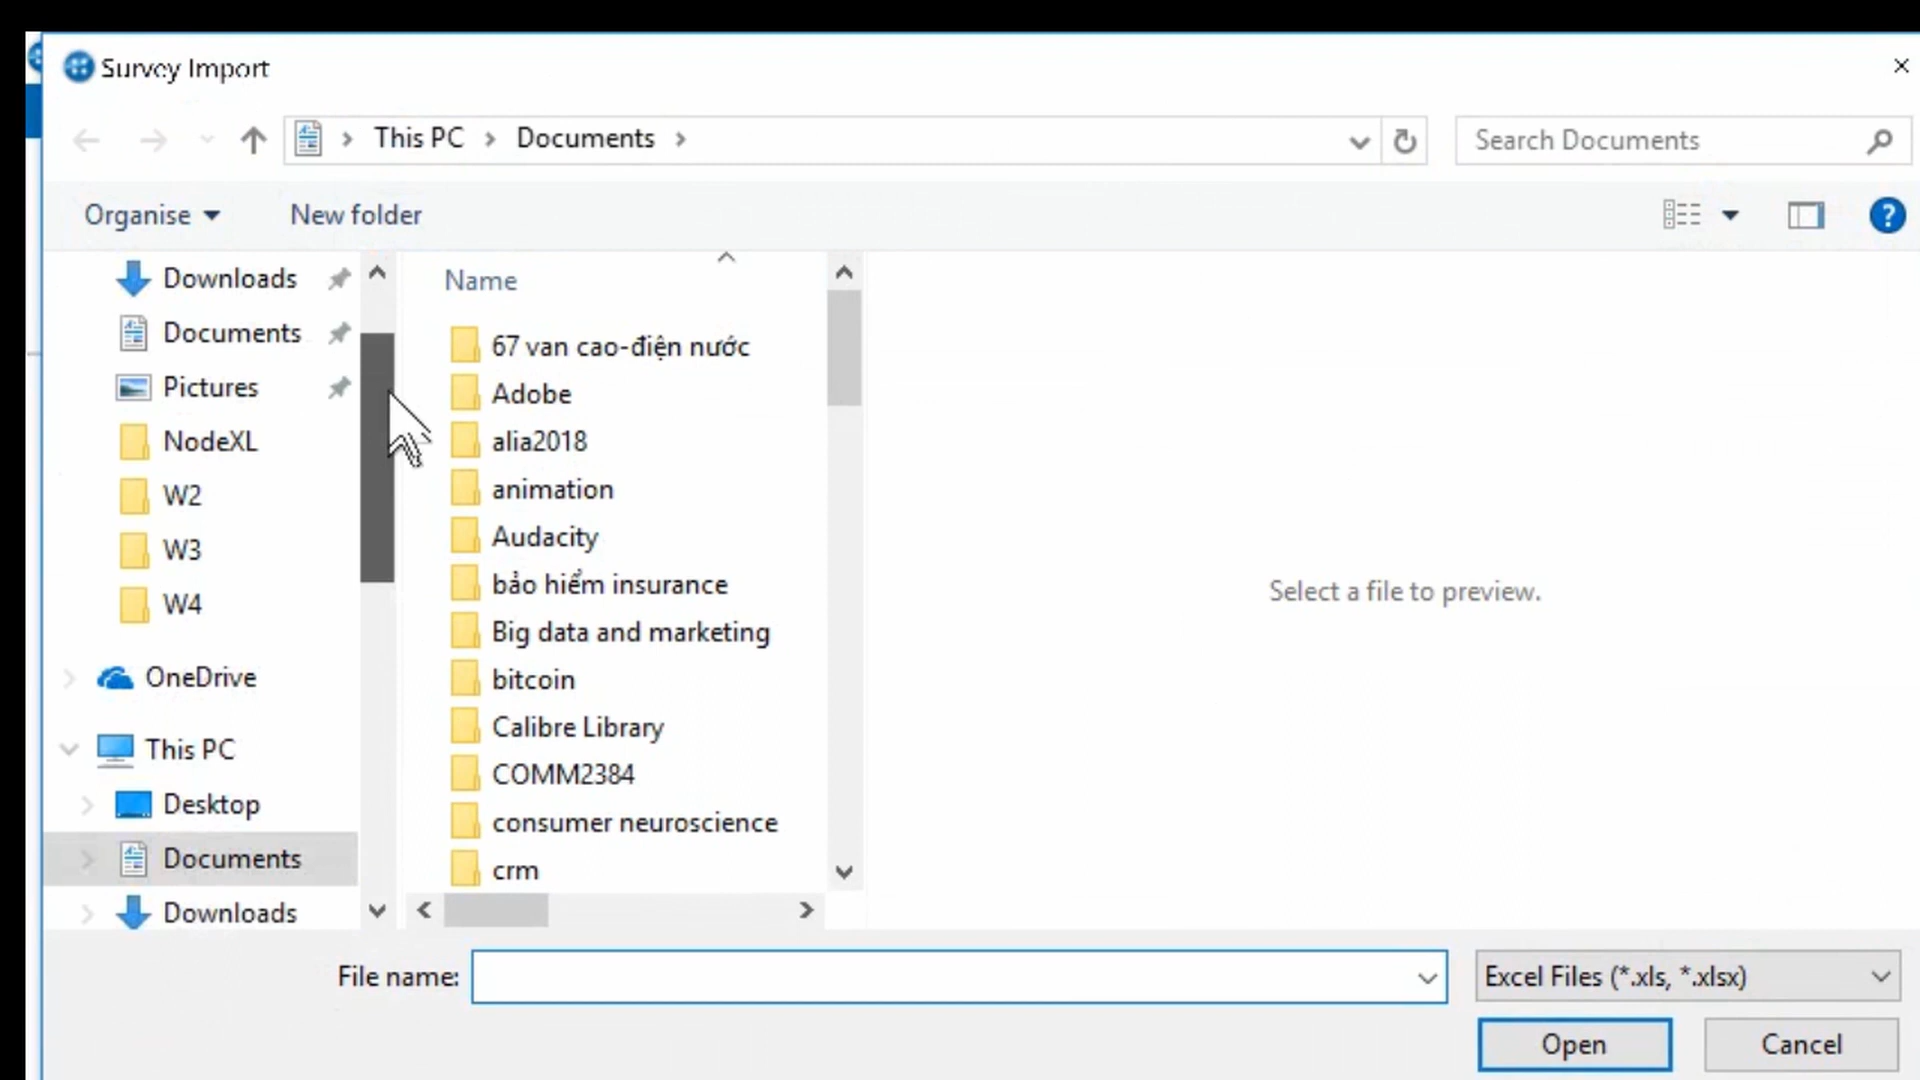 Survey Import
This PC
Documents
Search Documents
Organise
New folder
Downloads
Documents
Pictures
NodeXL
W2
W3
W4
OneDrive
This PC
Desktop
Documents
Downloads
Name
67 van cao-điện nước
Adobe
alia2018
animation
Audacity
bảo hiểm insurance
Big data and marketing
bitcoin
Calibre Library
COMM2384
consumer neuroscience
crm
Select a file to preview.
File name:
Excel Files (*.xls, *.xlsx)
Open
Cancel